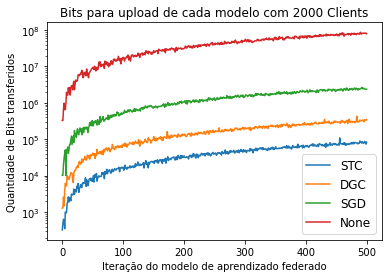 Bits para upload de cada modelo com 2000 Clients
Quantidade de Bits transferidos
10^8
10^7
10^6
10^5
10^4
10^3
STC
DGC
SGD
None
0 100 200 300 400 500
Iteração do modelo de aprendizado federado